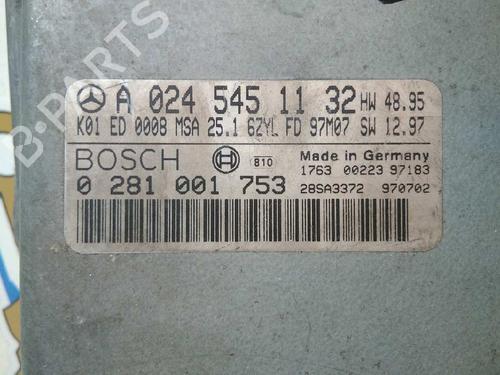 B-PARTS
A 024 545 11 32 HW 48.95
K01 ED 0008 MSA 25.1 6ZYL FD 97M07 SW 12.97
BOSCH 810 Made in Germany
1763 00223 97183
0 281 001 753 28SA3372 970702